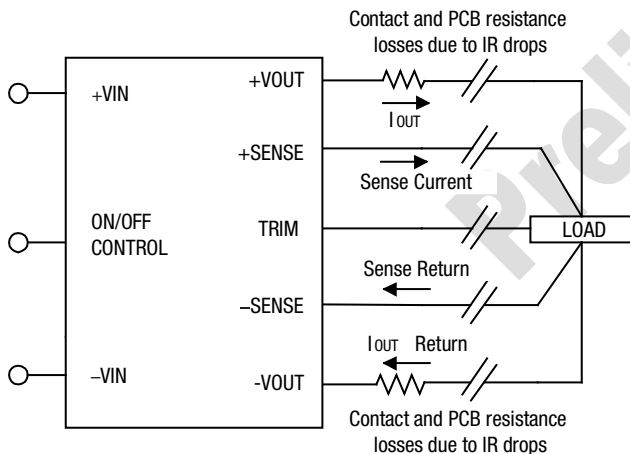 Contact and PCB resistance
losses due to IR drops
+VOUT
+VIN
IOUT
+SENSE
Sense Current
ON/OFF
CONTROL
TRIM
LOAD
Sense Return
−SENSE
IOUT Return
−VIN
-VOUT
Contact and PCB resistance
losses due to IR drops
Preli